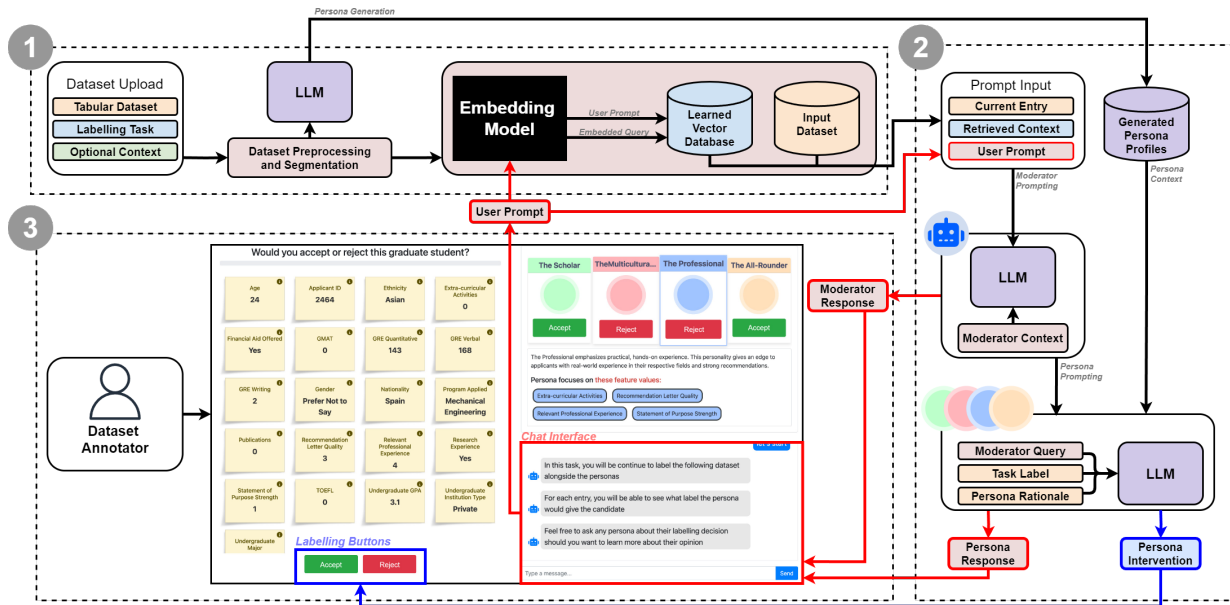 Persona Generation
1
Dataset Upload
Tabular Dataset
Labelling Task
Optional Context
LLM
Dataset Preprocessing
and Segmentation
Embedding
Model
User Prompt
Embedded Query
Learned
Vector
Database
Input
Dataset
User Prompt
2
Prompt Input
Current Entry
Retrieved Context
User Prompt
Generated
Persona
Profiles
Moderator
Prompting
Persona
Context
LLM
Moderator Context
Moderator
Response
Persona
Prompting
Moderator Query
Task Label
Persona Rationale
LLM
Persona
Response
Persona
Intervention
3
Dataset
Annotator
Would you accept or reject this graduate student?
Age
24
Applicant ID
2464
Ethnicity
Asian
Extra-curricular
Activities
0
Financial Aid Offered
Yes
GMAT
0
GRE Quantitative
143
GRE Verbal
168
GRE Writing
2
Gender
Prefer Not to
Say
Nationality
Spain
Program Applied
Mechanical
Engineering
Publications
0
Recommendation
Letter Quality
3
Relevant
Professional
Experience
4
Research
Experience
Yes
Statement of
Purpose Strength
1
TOEFL
0
Undergraduate GPA
3.1
Undergraduate
Institution Type
Private
Undergraduate
Major
Labelling Buttons
Accept
Reject
The Scholar
TheMulticultura...
The Professional
The All-Rounder
Accept
Reject
Reject
Accept
The Professional emphasizes practical, hands-on experience. This personality gives an edge to
applicants with real-world experience in their respective fields and strong recommendations.
Persona focuses on these feature values:
Extra-curricular Activities
Recommendation Letter Quality
Relevant Professional Experience
Statement of Purpose Strength
Chat Interface
let's Start
In this task, you will be continue to label the following dataset
alongside the personas
For each entry, you will be able to see what label the persona
would give the candidate
Feel free to ask any persona about their labelling decision
should you want to learn more about their opinion
Type a message...
Send